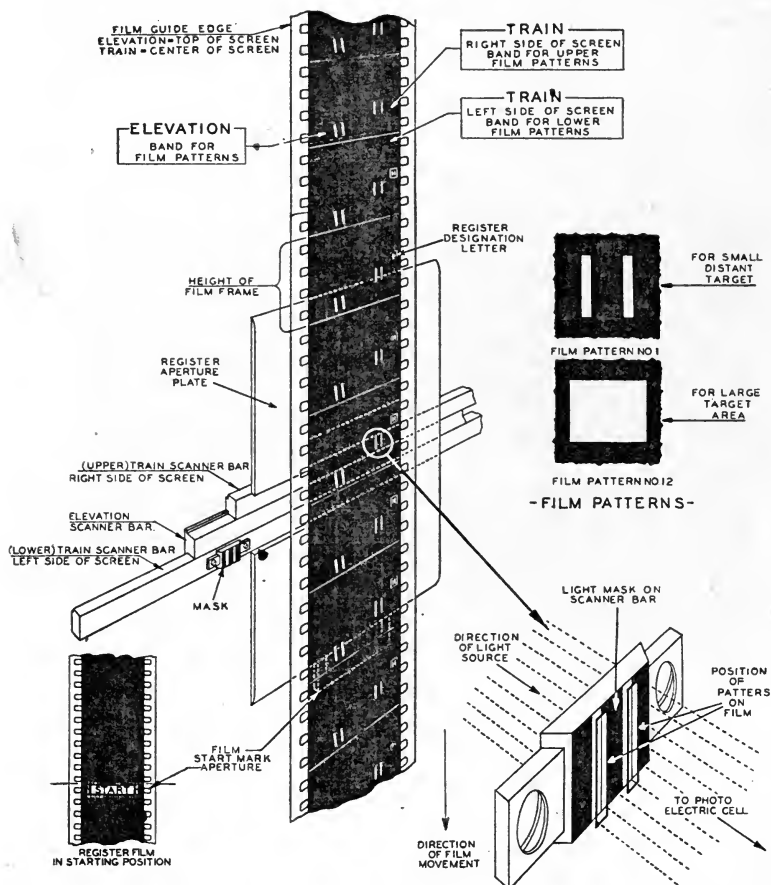 FILM GUIDE EDGE
ELEVATION=TOP OF SCREEN
TRAIN=CENTER OF SCREEN
TRAIN
RIGHT SIDE OF SCREEN
BAND FOR UPPER
FILM PATTERNS
TRAIN
LEFT SIDE OF SCREEN
BAND FOR LOWER
FILM PATTERNS
ELEVATION
BAND FOR
FILM PATTERNS
REGISTER
DESIGNATION
LETTER
HEIGHT OF
FILM FRAME
FOR SMALL
DISTANT
TARGET
FILM PATTERN NO 1
REGISTER
APERTURE
PLATE
FOR LARGE
TARGET
AREA
FILM PATTERN NO 12
-FILM PATTERNS-
(UPPER) TRAIN SCANNER BAR
RIGHT SIDE OF SCREEN
ELEVATION
SCANNER BAR.
(LOWER) TRAIN SCANNER BAR
LEFT SIDE OF SCREEN
MASK
LIGHT MASK ON
SCANNER BAR
DIRECTION
OF LIGHT
SOURCE
POSITION
OF
PATTERS
ON
FILM
FILM
START MARK
APERTURE
START
REGISTER FILM
IN STARTING POSITION
DIRECTION
OF FILM
MOVEMENT
TO PHOTO
ELECTRIC CELL